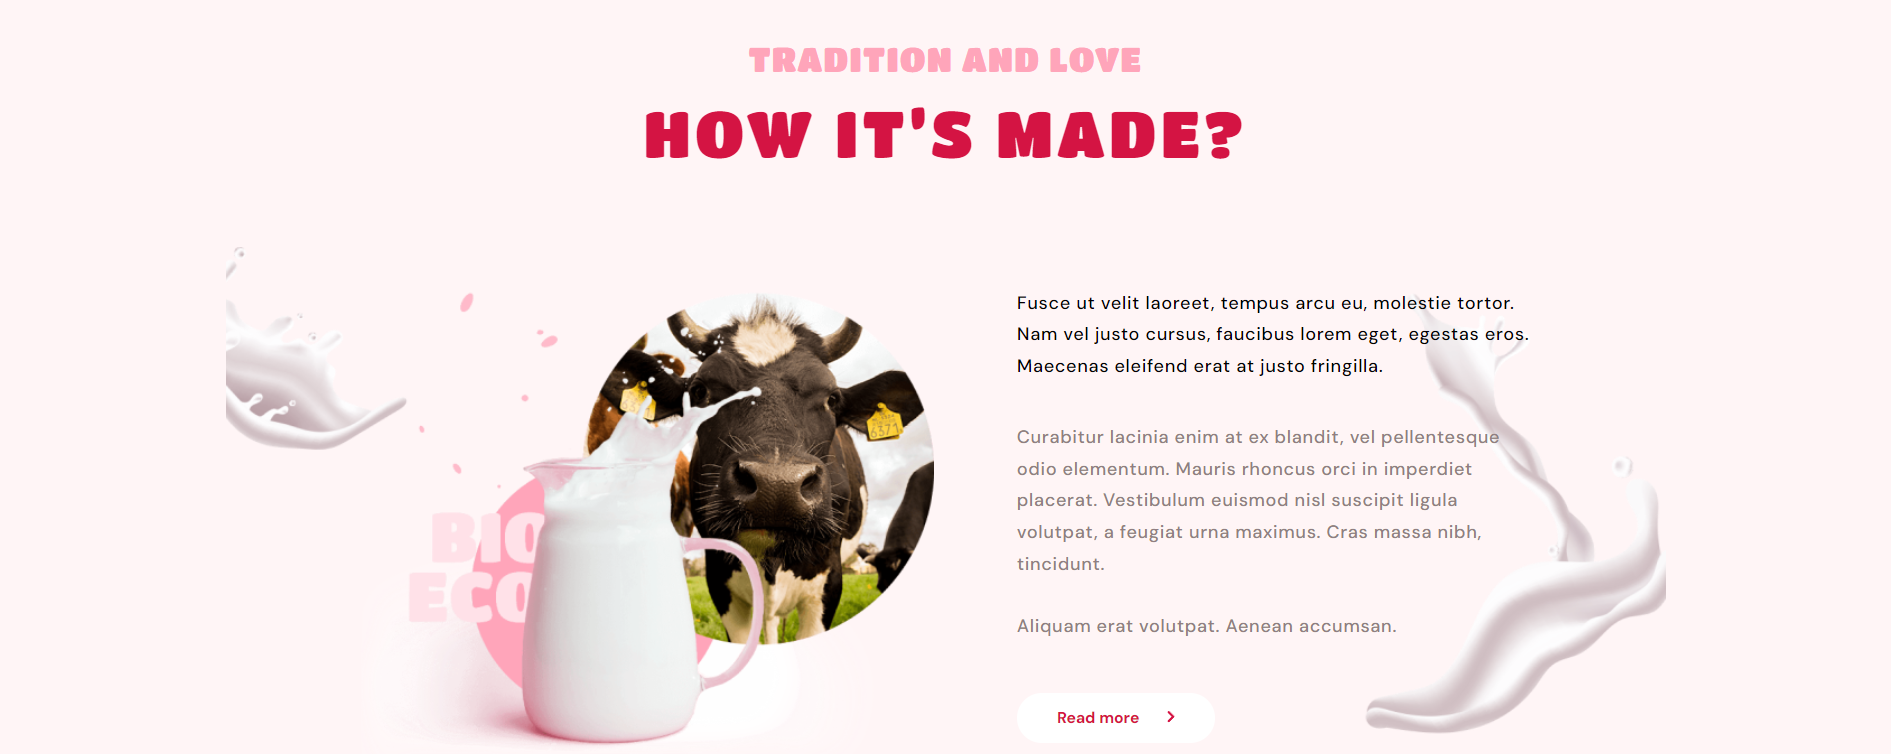 TRADITION AND LOVE
HOW IT'S MADE?
BIO
ECO
6371
Fusce ut velit laoreet, tempus arcu eu, molestie tortor.
Nam vel justo cursus, faucibus lorem eget, egestas eros.
Maecenas eleifend erat at justo fringilla.
Curabitur lacinia enim at ex blandit, vel pellentesque
odio elementum. Mauris rhoncus orci in imperdiet
placerat. Vestibulum euismod nisl suscipit ligula
volutpat, a feugiat urna maximus. Cras massa nibh,
tincidunt.
Aliquam erat volutpat. Aenean accumsan.
Read more